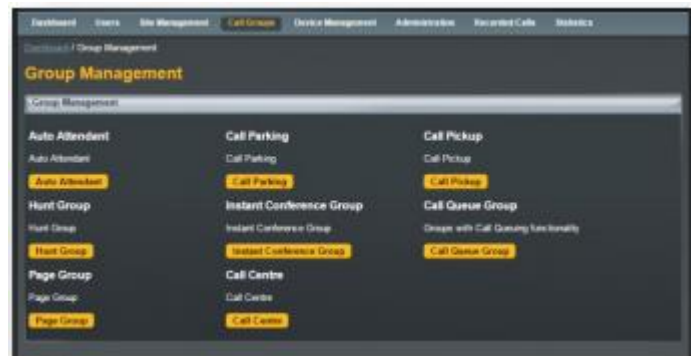 Dashboard Users Site Management Call Groups Device Management Administration Recorded Calls Statistics
Dashboard / Group Management
Group Management
Group Management
Auto Attendant Call Parking Call Pickup
Auto Attendant Call Parking Call Pickup
Auto Attendant Call Parking Call Pickup
Hunt Group Instant Conference Group Call Queue Group
Hunt Group Instant Conference Group Groups with Call Queuing functionality
Hunt Group Instant Conference Group Call Queue Group
Page Group Call Centre
Page Group Call Centre
Page Group Call Centre